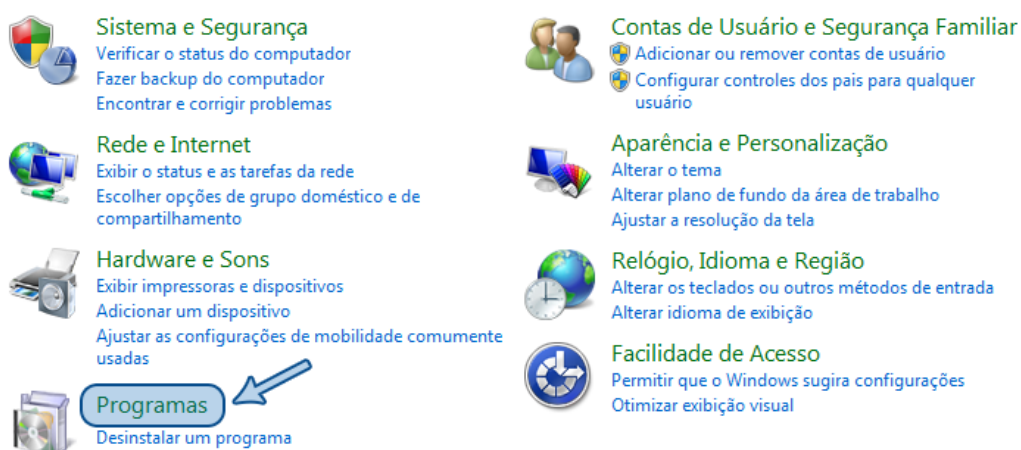 Sistema e Segurança
Verificar o status do computador
Fazer backup do computador
Encontrar e corrigir problemas
Rede e Internet
Exibir o status e as tarefas da rede
Escolher opções de grupo doméstico e de
compartilhamento
Hardware e Sons
Exibir impressoras e dispositivos
Adicionar um dispositivo
Ajustar as configurações de mobilidade comumente
usadas
Programas
Desinstalar um programa
Contas de Usuário e Segurança Familiar
Adicionar ou remover contas de usuário
Configurar controles dos pais para qualquer
usuário
Aparência e Personalização
Alterar o tema
Alterar plano de fundo da área de trabalho
Ajustar a resolução da tela
Relógio, Idioma e Região
Alterar os teclados ou outros métodos de entrada
Alterar idioma de exibição
Facilidade de Acesso
Permitir que o Windows sugira configurações
Otimizar exibição visual